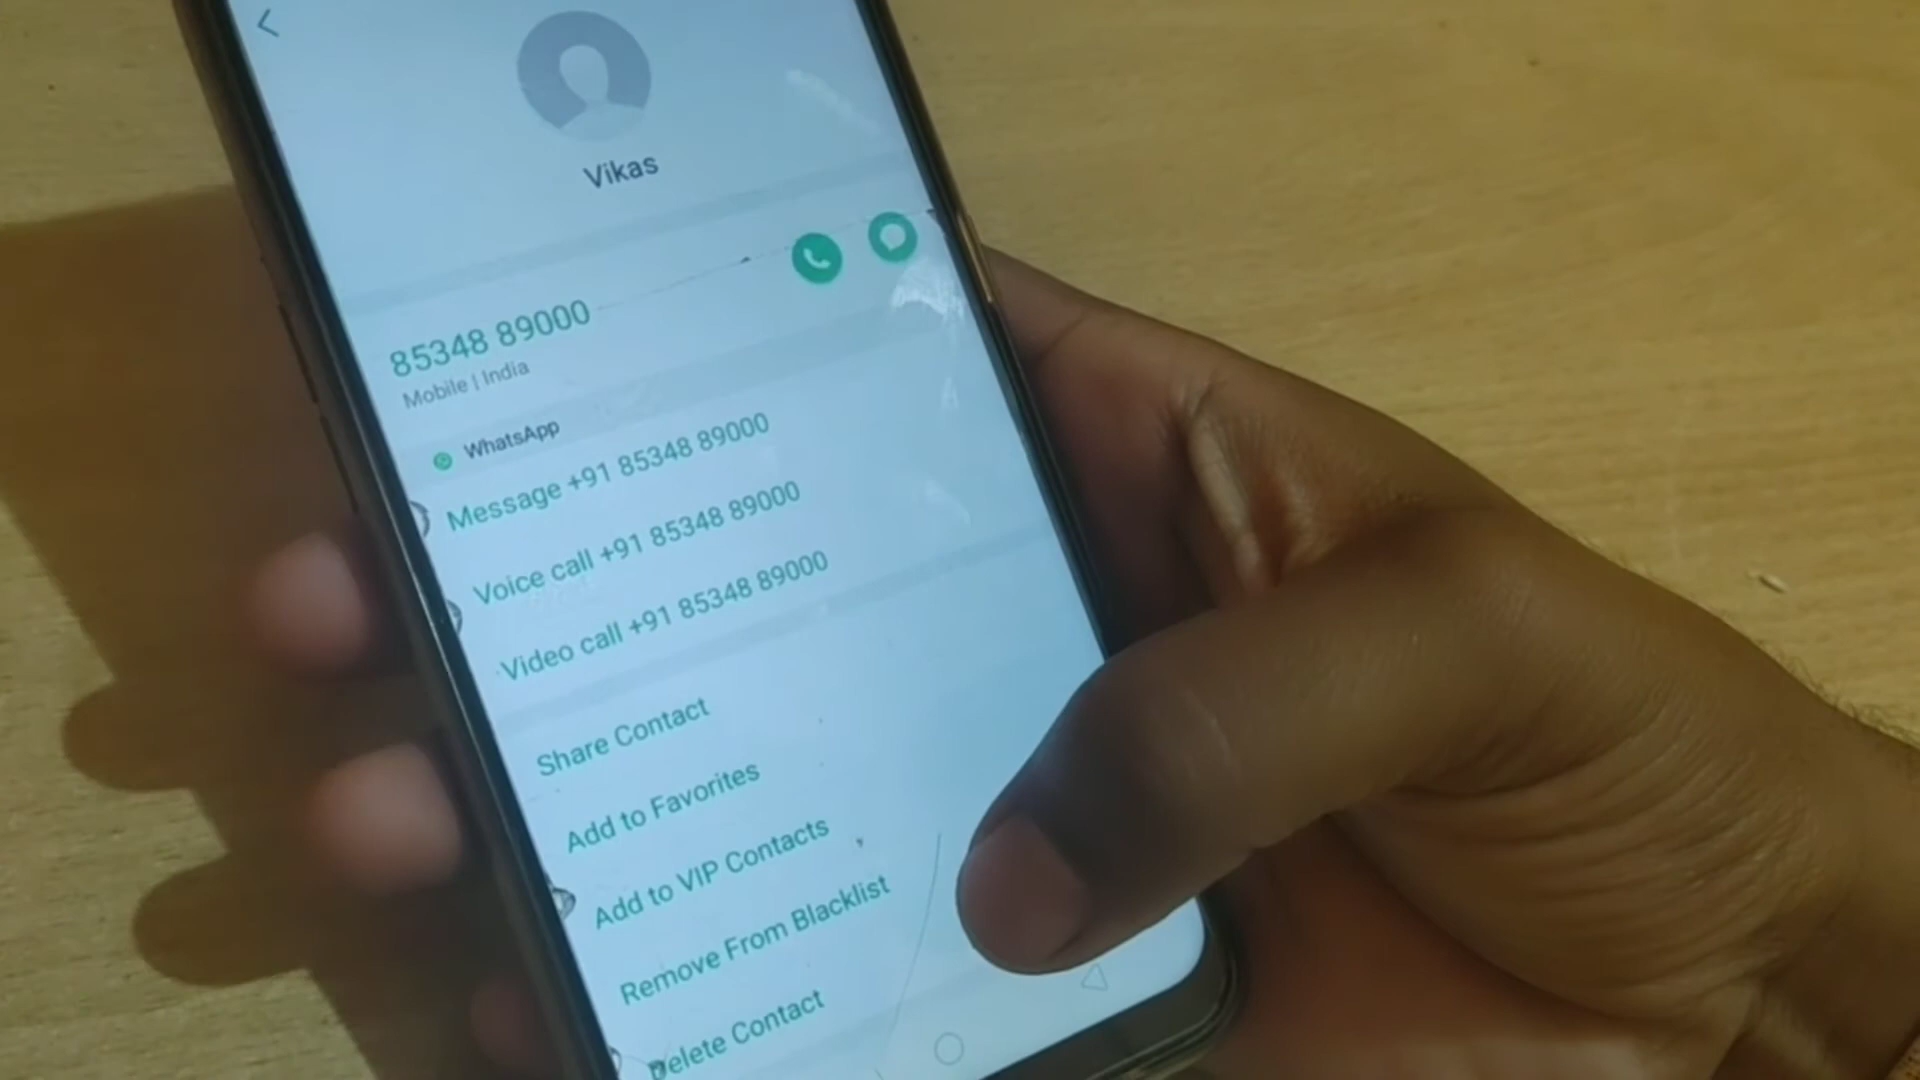 Vikas
85348 89000
Mobile | India
WhatsApp
Message +91 85348 89000
Voice call +91 85348 89000
Video call +91 85348 89000
Share Contact
Add to Favorites
Add to VIP Contacts
Remove From Blacklist
Delete Contact